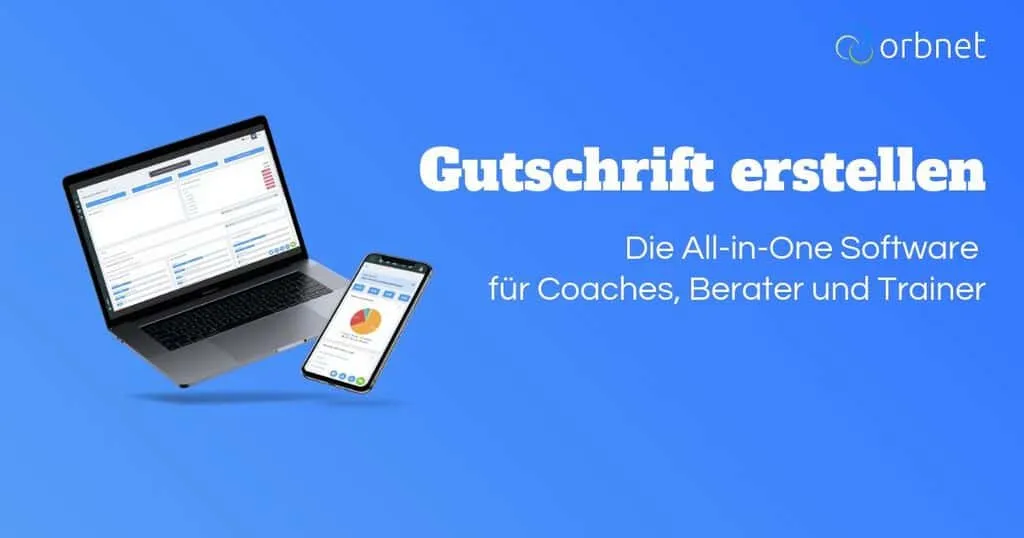 orbnet
Gutschrift erstellen
Die All-in-One Software
für Coaches, Berater und Trainer